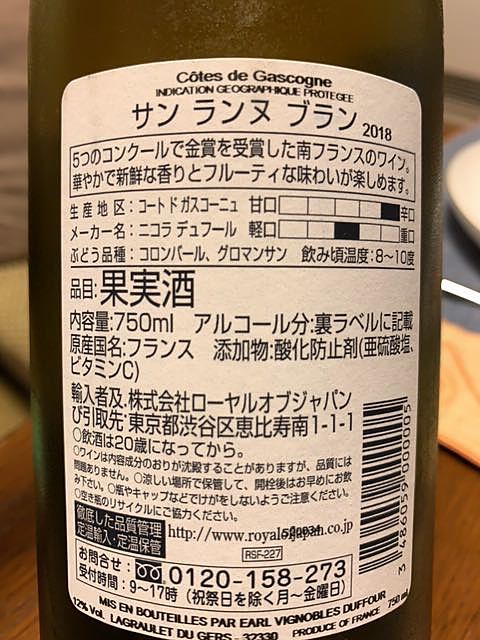 Côtes de Gascogne
INDICATION GÉOGRAPHIQUE PROTÉGÉE
サン ランヌ ブラン 2018
5つのコンクールで金賞を受賞した南フランスのワイン。
華やかで新鮮な香りとフルーティな味わいが楽しめます。
生産地区:コートドガスコーニュ 甘口 辛口
メーカー名:ニコラ デュフール 軽口 重口
ぶどう品種:コロンバール、グロマンサン 飲み頃温度:8〜10度
品目:果実酒
内容量:750ml アルコール分:裏ラベルに記載
原産国名:フランス 添加物:酸化防止剤(亜硫酸塩、
ビタミンC)
輸入者及 株式会社ローヤルオブジャパン
び引取先:東京都渋谷区恵比寿南1-1-1
○飲酒は20歳になってから。
○ワインは内容成分のおりが沈殿することがありますが、品質には
問題ありません。○涼しい場所で保管して、開栓後はお早めにお飲
み下さい。○瓶やキャップなどでけがをしないようご注意ください。
○空き瓶のリサイクルにご協力ください。
徹底した品質管理
定温輸入・定温保管
http://www.royalofjapan.co.jp
RSF-227
お問合せ: 0120-158-273
受付時間:9〜17時(祝祭日を除く月〜金曜日)
MIS EN BOUTEILLES PAR EARL VIGNOBLES DUFFOUR
12% Vol. LAGRAULET DU GERS - 32330 PRODUCE OF FRANCE 750 ml
3 486059 000005